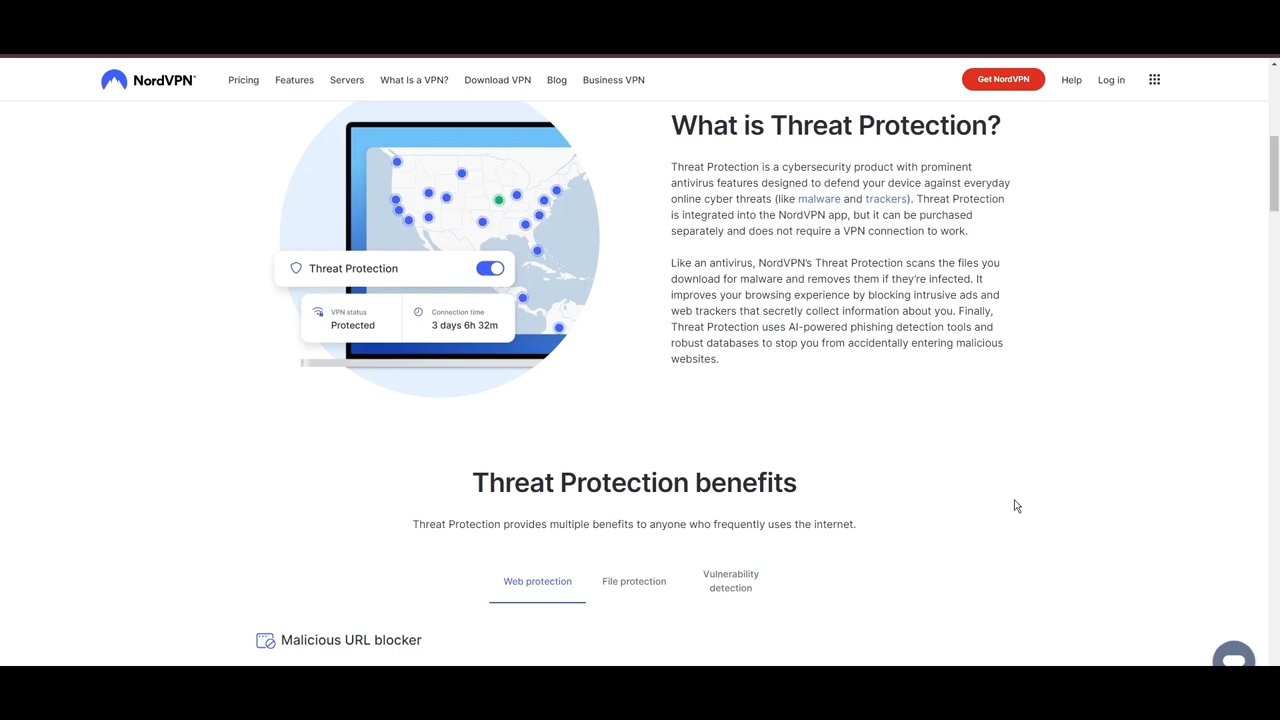 NordVPN®
Pricing
Features
Servers
What Is a VPN?
Download VPN
Blog
Business VPN
Get NordVPN
Help
Log in
Threat Protection
VPN status
Protected
Connection time
3 days 6h 32m
What is Threat Protection?
Threat Protection is a cybersecurity product with prominent
antivirus features designed to defend your device against everyday
online cyber threats (like malware and trackers). Threat Protection
is integrated into the NordVPN app, but it can be purchased
separately and does not require a VPN connection to work.
Like an antivirus, NordVPN's Threat Protection scans the files you
download for malware and removes them if they're infected. It
improves your browsing experience by blocking intrusive ads and
web trackers that secretly collect information about you. Finally,
Threat Protection uses AI-powered phishing detection tools and
robust databases to stop you from accidentally entering malicious
websites.
Threat Protection benefits
Threat Protection provides multiple benefits to anyone who frequently uses the internet.
Web protection
File protection
Vulnerability
detection
Malicious URL blocker